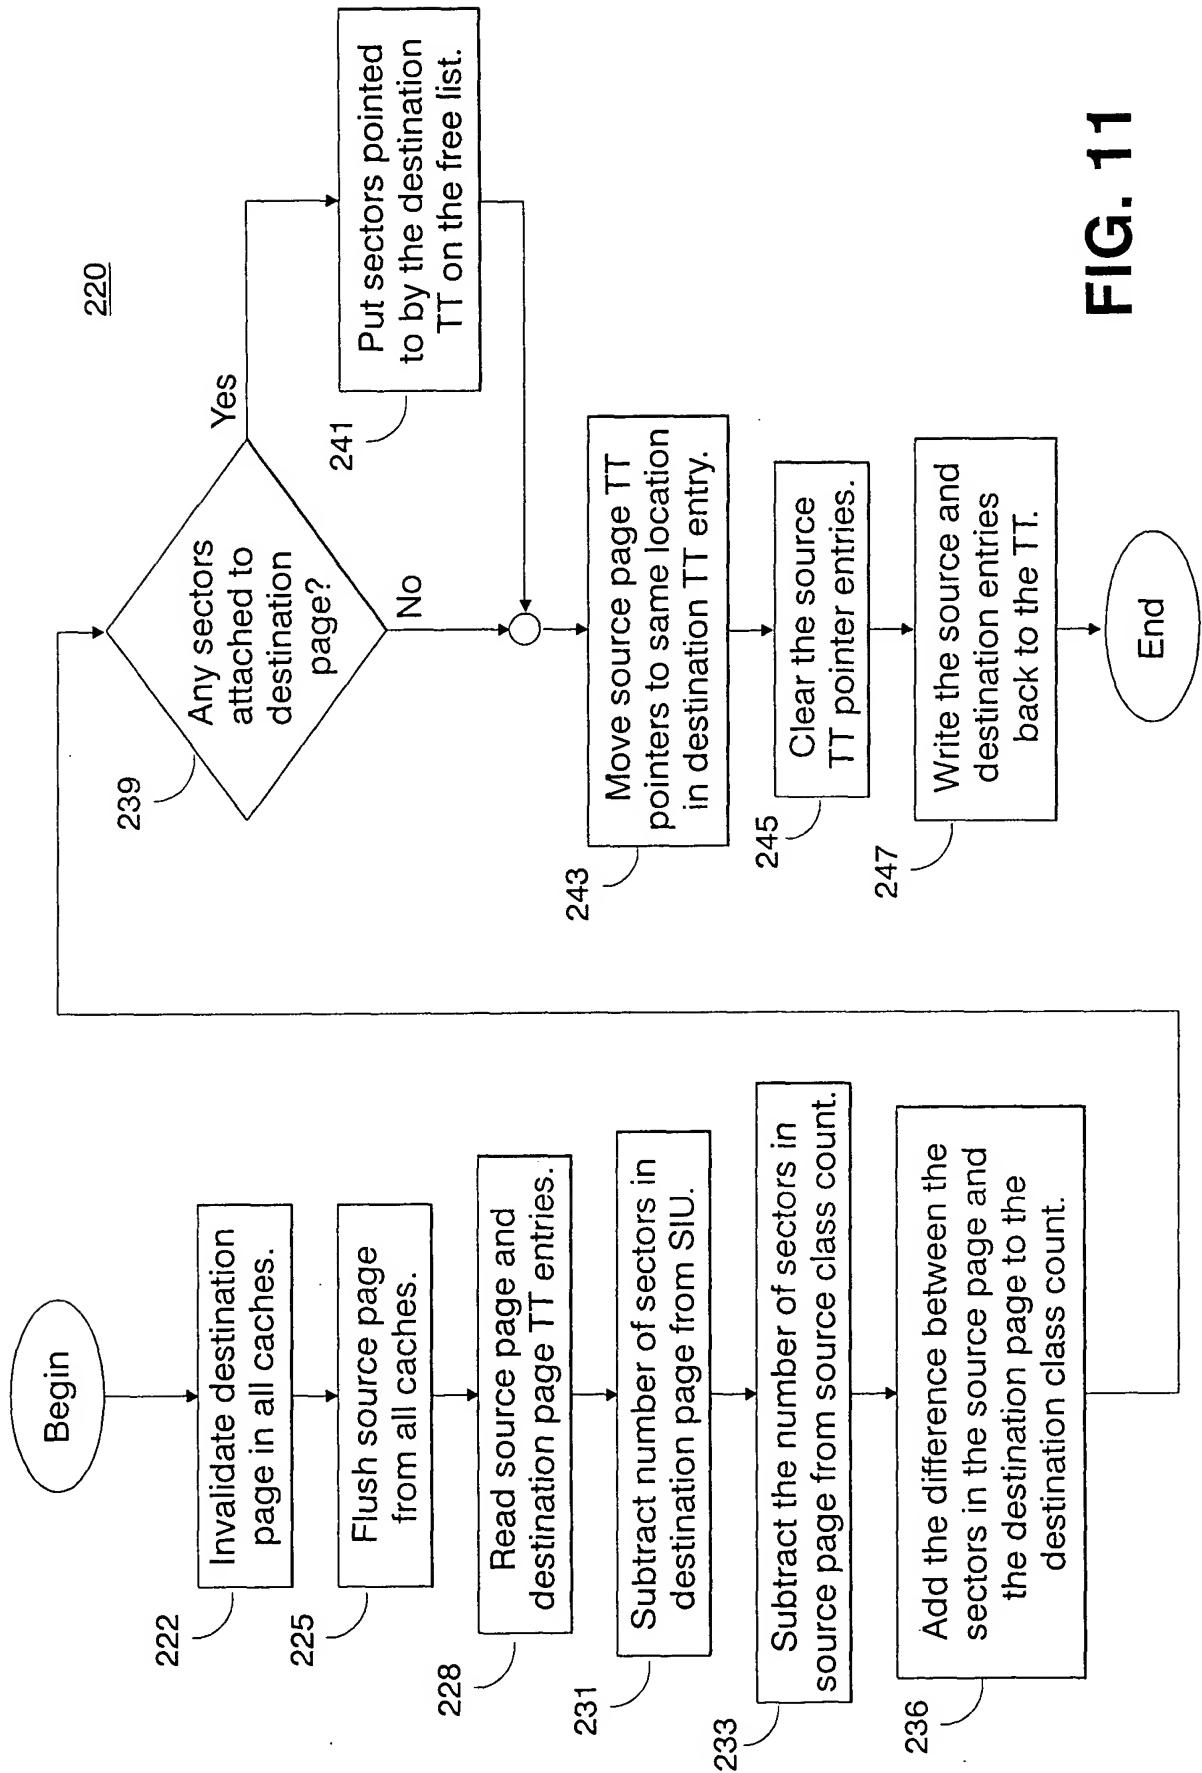 220
Begin
222
Invalidate destination
page in all caches.
225
Flush source page
from all caches.
228
Read source page and
destination page TT entries.
231
Subtract number of sectors in
destination page from SIU.
233
Subtract the number of sectors in
source page from source class count.
236
Add the difference between the
sectors in the source page and
the destination page to the
destination class count.
239
Any sectors
attached to
destination
page?
Yes
No
241
Put sectors pointed
to by the destination
TT on the free list.
243
Move source page TT
pointers to same location
in destination TT entry.
245
Clear the source
TT pointer entries.
247
Write the source and
destination entries
back to the TT.
End
FIG. 11